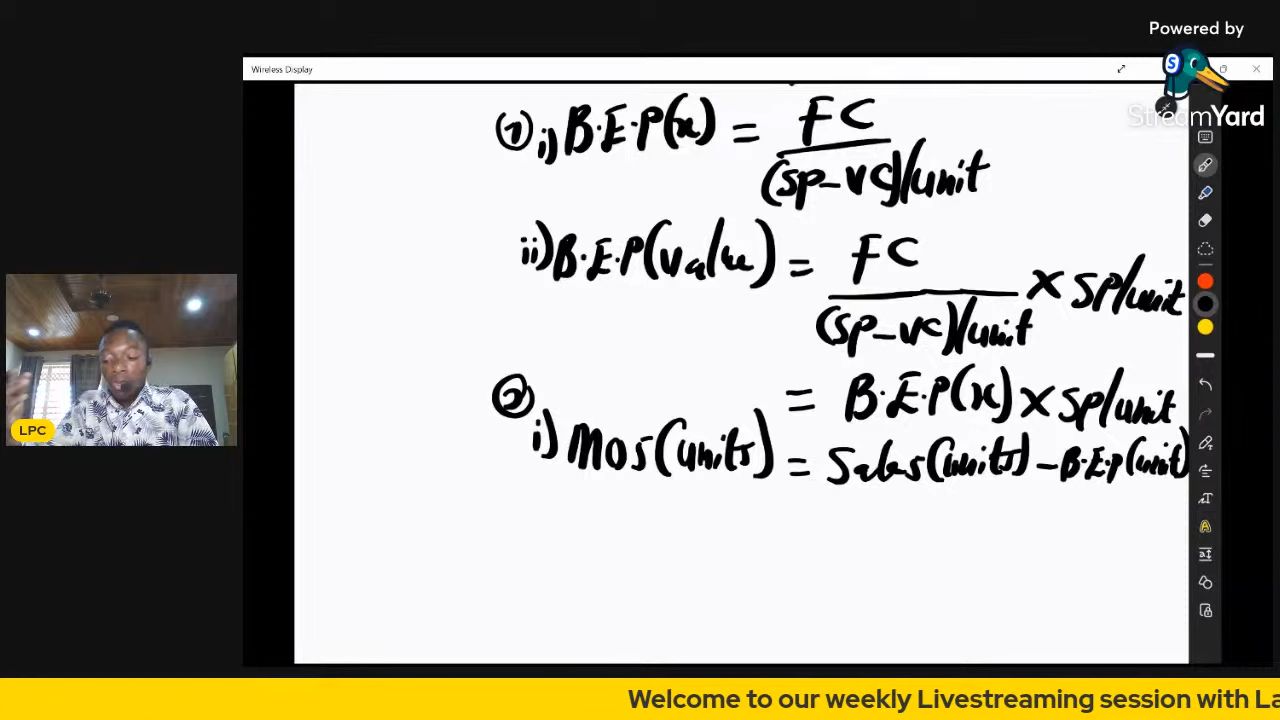 Powered by
StreamYard
Wireless Display
① i) B.E.P(x) = FC
(SP-VC)/unit
ii) B.E.P(Value) = FC
(SP-VC)/unit × SP/unit
= B.E.P(x) × SP/unit
② i) MOS(units) = Sales(units) - B.E.P(unit)
LPC
Welcome to our weekly Livestreaming session with La